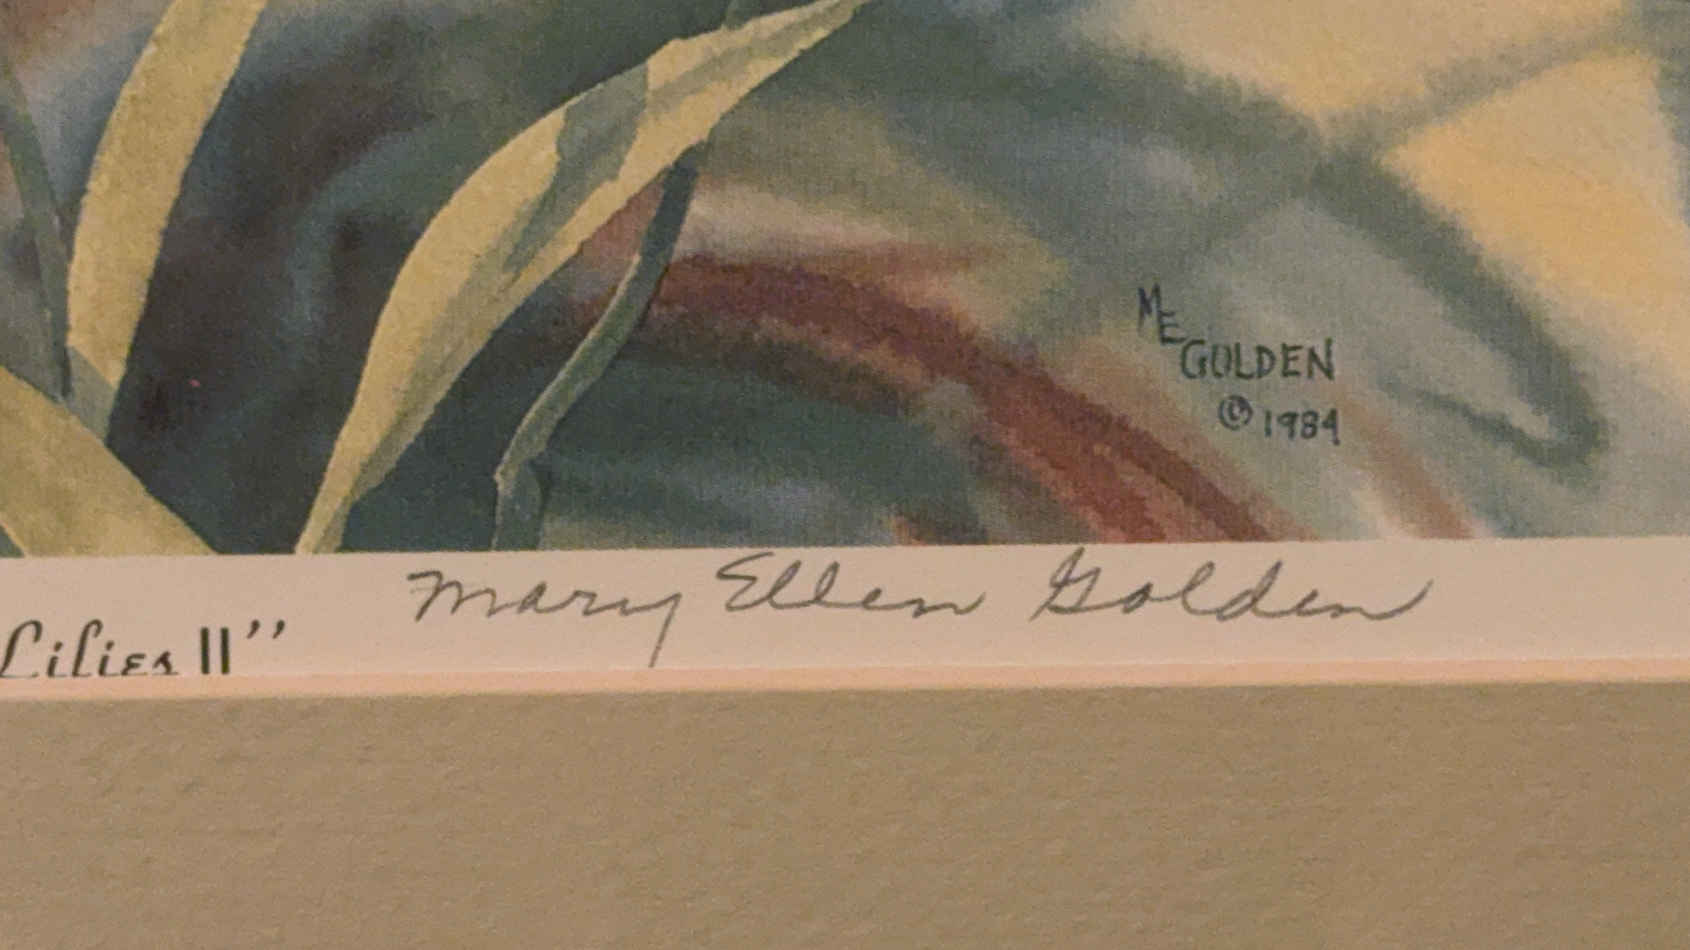 ME
GOLDEN
© 1984
Mary Ellen Golden
Lilies II”